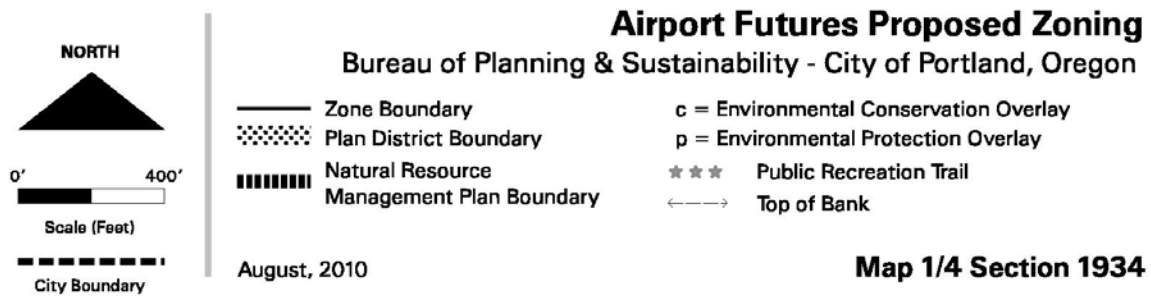 NORTH
0' 400'
Scale (Feet)
City Boundary
Airport Futures Proposed Zoning
Bureau of Planning & Sustainability - City of Portland, Oregon
Zone Boundary
Plan District Boundary
Natural Resource
Management Plan Boundary
c = Environmental Conservation Overlay
p = Environmental Protection Overlay
Public Recreation Trail
Top of Bank
August, 2010
Map 1/4 Section 1934